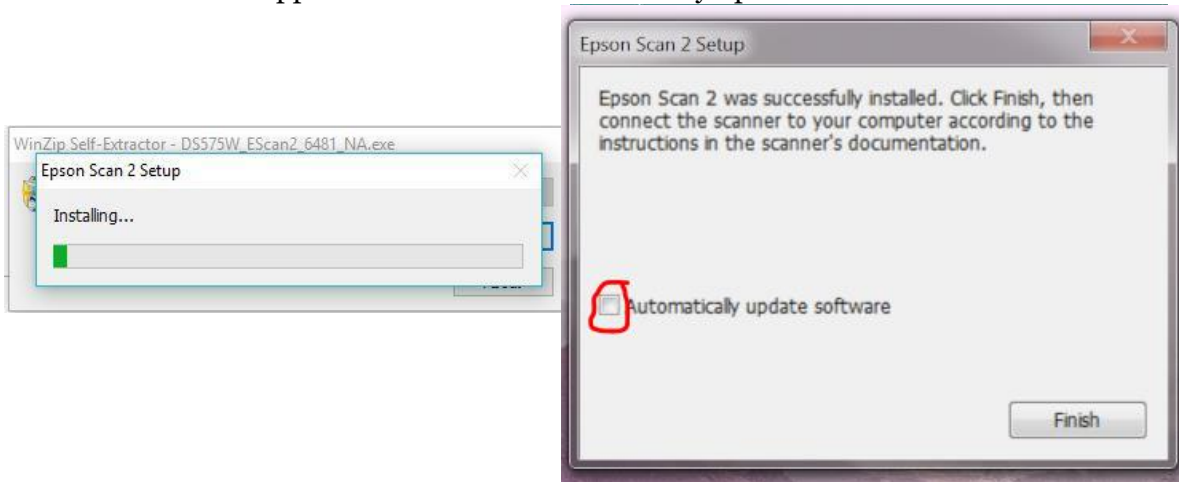 WinZip Self-Extractor - DS575W_EScan2_6481_NA.exe
Epson Scan 2 Setup
Installing...
Epson Scan 2 Setup
Epson Scan 2 was successfully installed. Click Finish, then
connect the scanner to your computer according to the
instructions in the scanner's documentation.
Automatically update software
Finish